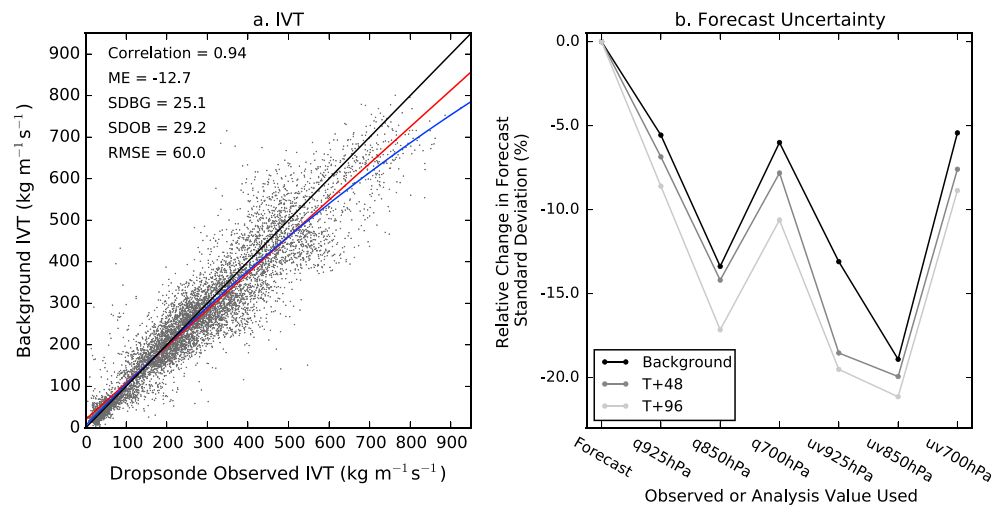 a. IVT
Correlation = 0.94
ME = -12.7
SDBG = 25.1
SDOB = 29.2
RMSE = 60.0
Background IVT (kg m⁻¹s⁻¹)
900
800
700
600
500
400
300
200
100
0
0 100 200 300 400 500 600 700 800 900
Dropsonde Observed IVT (kg m⁻¹s⁻¹)
b. Forecast Uncertainty
Relative Change in Forecast
Standard Deviation (%)
0.0
-5.0
-10.0
-15.0
-20.0
Background
T+48
T+96
Forecast q925hPa q850hPa q700hPa uv925hPa uv850hPa uv700hPa
Observed or Analysis Value Used